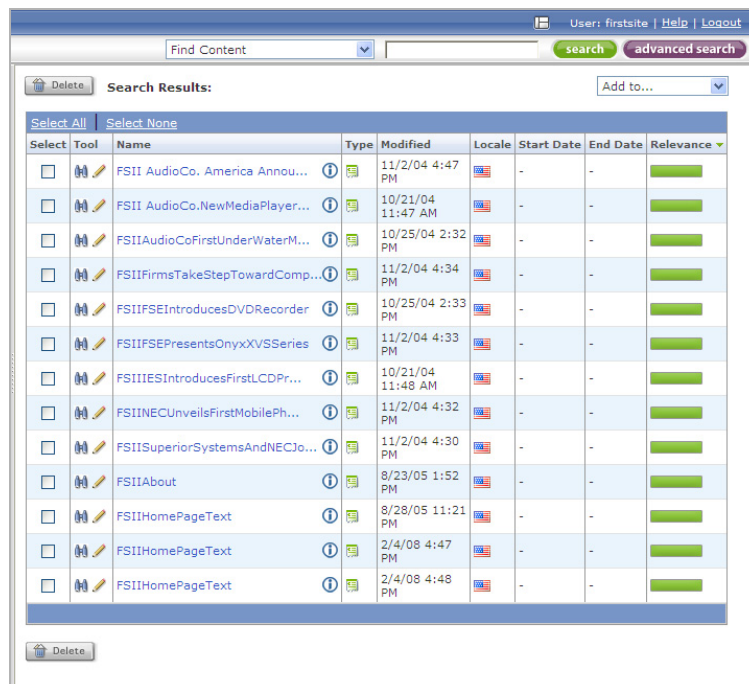 User: firstsite | Help | Logout
Find Content search advanced search
Delete Search Results: Add to...
Select All | Select None
Select Tool Name Type Modified Locale Start Date End Date Relevance
FSII AudioCo. America Annou... 11/2/04 4:47 PM - -
FSII AudioCo.NewMediaPlayer... 10/21/04 11:47 AM - -
FSIIAudioCoFirstUnderWaterM... 10/25/04 2:32 PM - -
FSIIFirmsTakeStepTowardComp... 11/2/04 4:34 PM - -
FSIIFSEIntroducesDVDRecorder 10/25/04 2:33 PM - -
FSIIFSEPresentsOnyxXVSSeries 11/2/04 4:33 PM - -
FSIIIESIntroducesFirstLCDPr... 10/21/04 11:48 AM - -
FSIINECUnveilsFirstMobilePh... 11/2/04 4:32 PM - -
FSIISuperiorSystemsAndNECJo... 11/2/04 4:30 PM - -
FSIIAbout 8/23/05 1:52 PM - -
FSIIHomePageText 8/28/05 11:21 PM - -
FSIIHomePageText 2/4/08 4:47 PM - -
FSIIHomePageText 2/4/08 4:48 PM - -
Delete